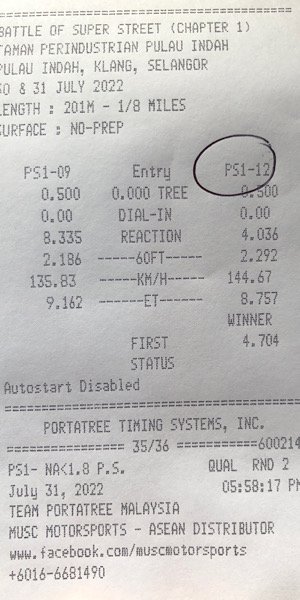 BATTLE OF SUPER STREET (CHAPTER 1)
TAMAN PERINDUSTRIAN PULAU INDAH
PULAU INDAH, KLANG, SELANGOR
30 & 31 JULY 2022
LENGTH : 201M - 1/8 MILES
SURFACE : NO-PREP
PS1-09 Entry PS1-12
0.500 0.000 TREE 0.500
0.00 DIAL-IN 0.00
8.335 REACTION 4.036
2.186 ------60FT----- 2.292
135.83 -----KM/H----- 144.67
9.162 ------ET------ 8.757
WINNER
FIRST 4.704
STATUS
Autostart Disabled
PORTATREE TIMING SYSTEMS, INC.
================ 35/36 ===========600214
PS1- NA<1.8 P.S. QUAL RND 2
July 31, 2022 05:58:17 PM
TEAM PORTATREE MALAYSIA
MUSC MOTORSPORTS - ASEAN DISTRIBUTOR
www.facebook.com/muscmotorsports
+6016-6681490